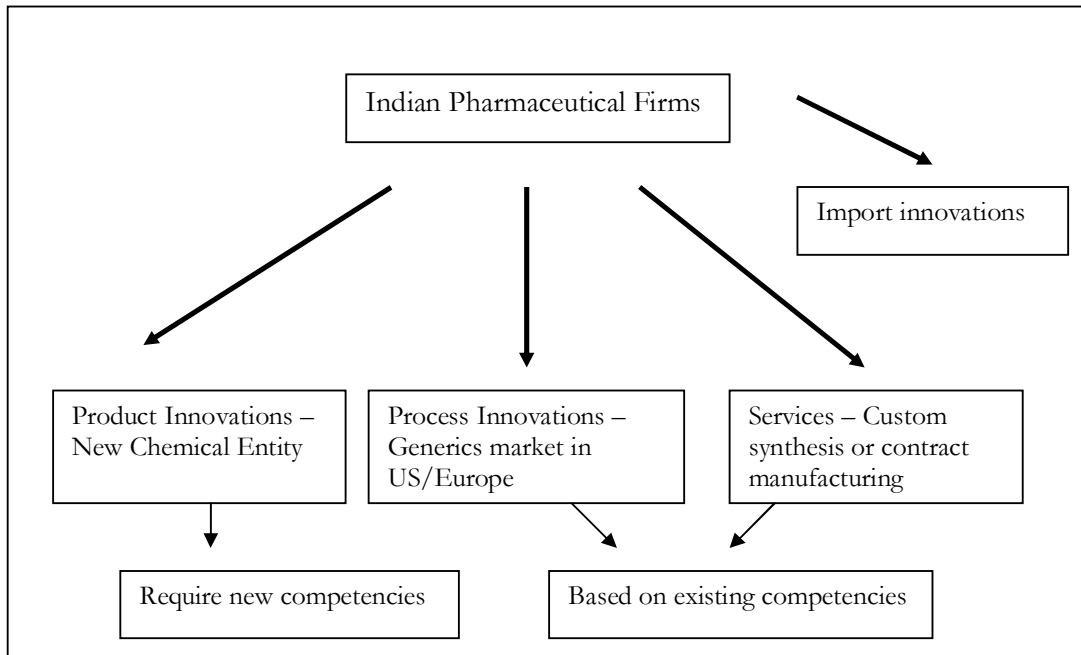 Indian Pharmaceutical Firms
Import innovations
Product Innovations –
New Chemical Entity
Process Innovations –
Generics market in
US/Europe
Services – Custom
synthesis or contract
manufacturing
Require new competencies
Based on existing competencies